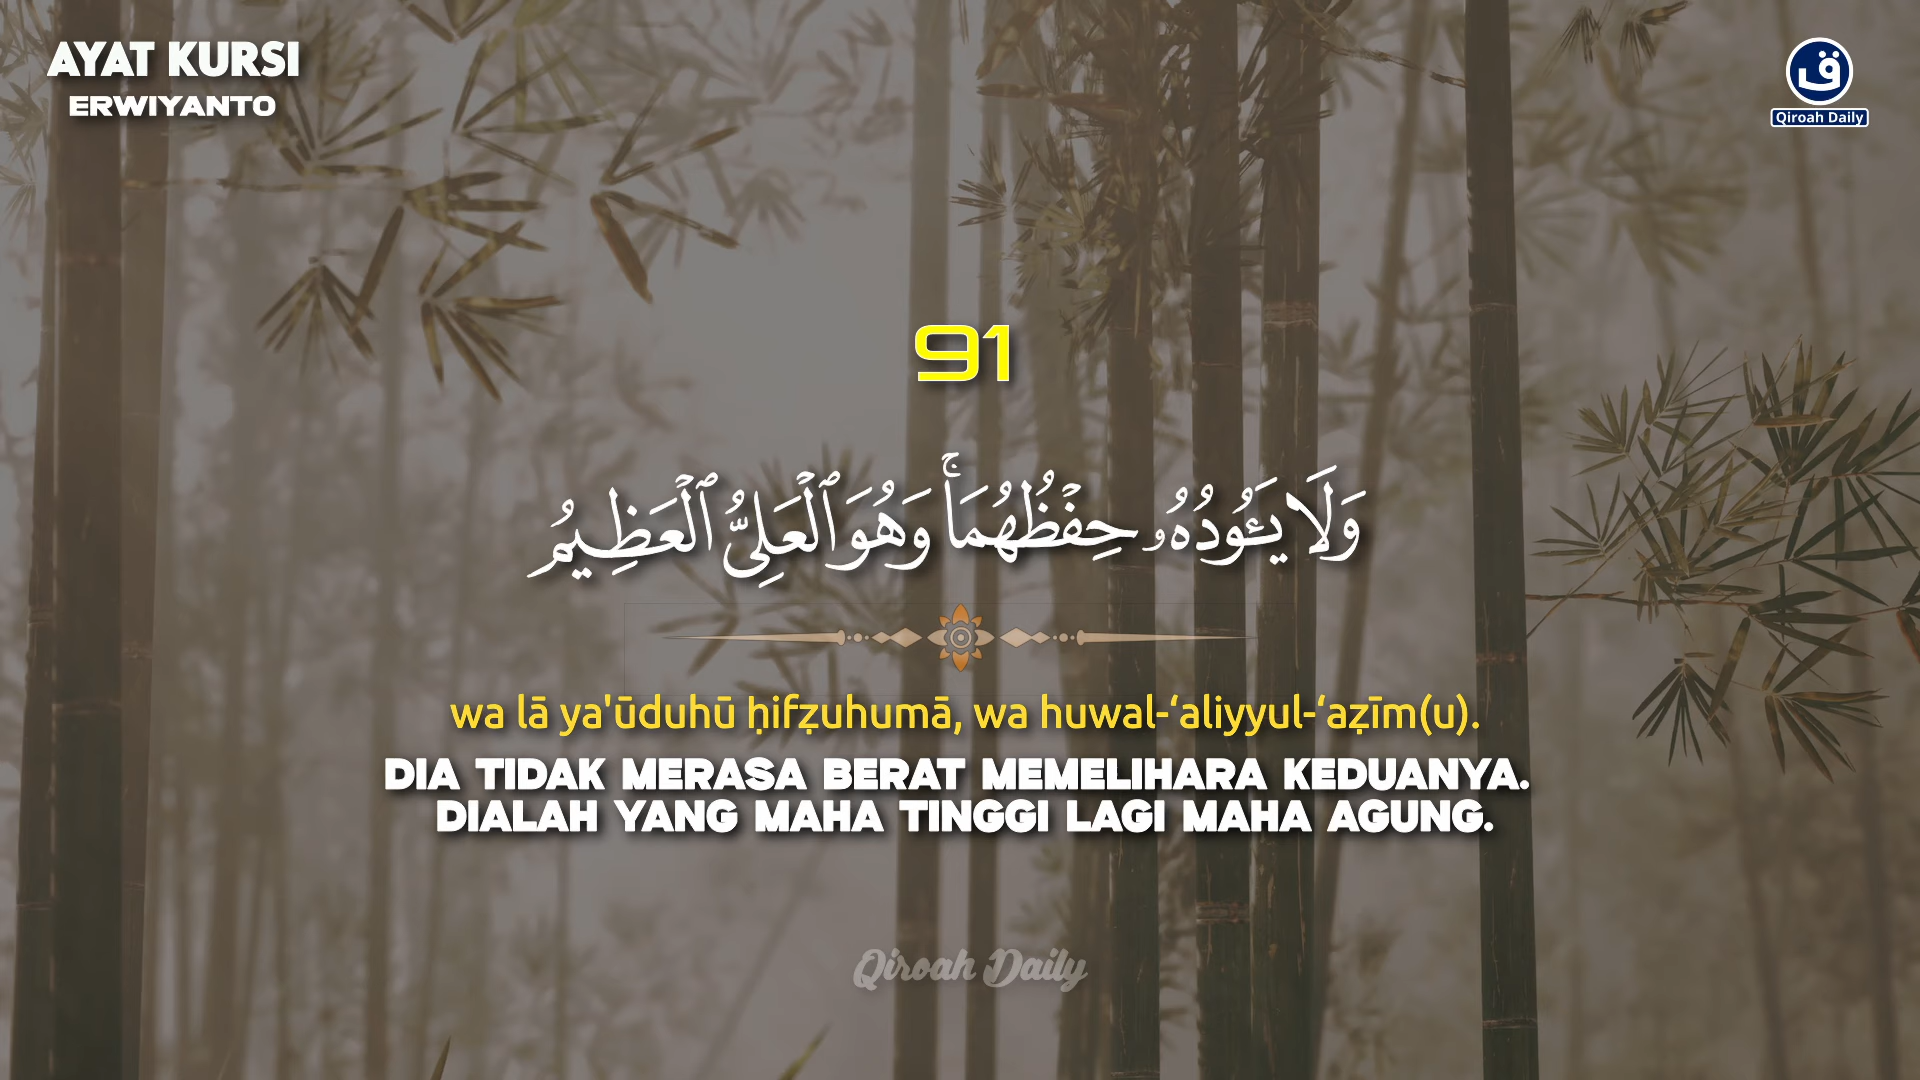 AYAT KURSI
ERWIYANTO
ق
Qiroah Daily
91
وَلَا يَـُٔودُهُۥ حِفْظُهُمَاۚ وَهُوَ ٱلْعَلِىُّ ٱلْعَظِيمُ
wa lā ya'ūduhū ḥifẓuhumā, wa huwal-‘aliyyul-‘aẓīm(u).
DIA TIDAK MERASA BERAT MEMELIHARA KEDUANYA.
DIALAH YANG MAHA TINGGI LAGI MAHA AGUNG.
Qiroah Daily